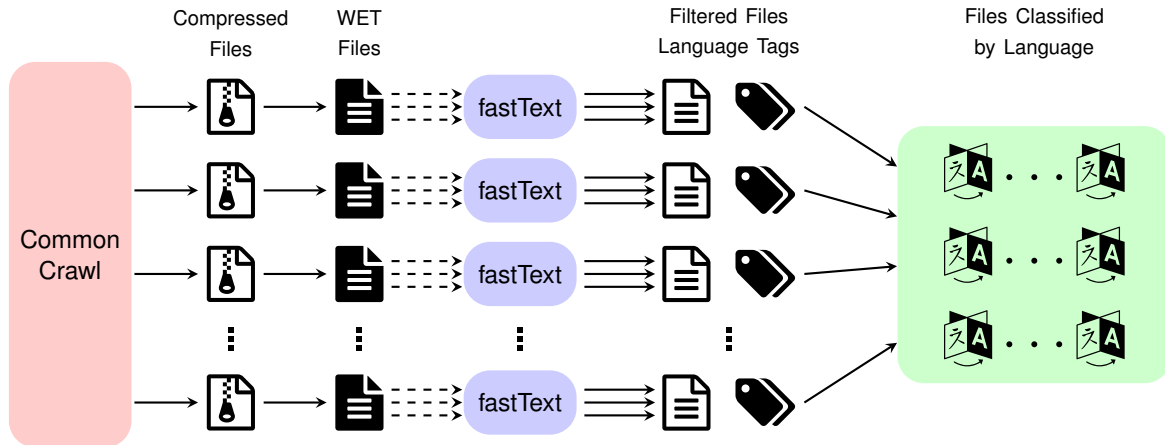 Compressed
Files
WET
Files
Filtered Files
Language Tags
Files Classified
by Language
Common
Crawl
fastText
fastText
fastText
fastText